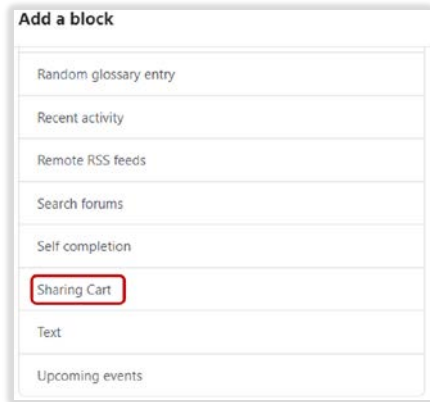 Add a block
Random glossary entry
Recent activity
Remote RSS feeds
Search forums
Self completion
Sharing Cart
Text
Upcoming events